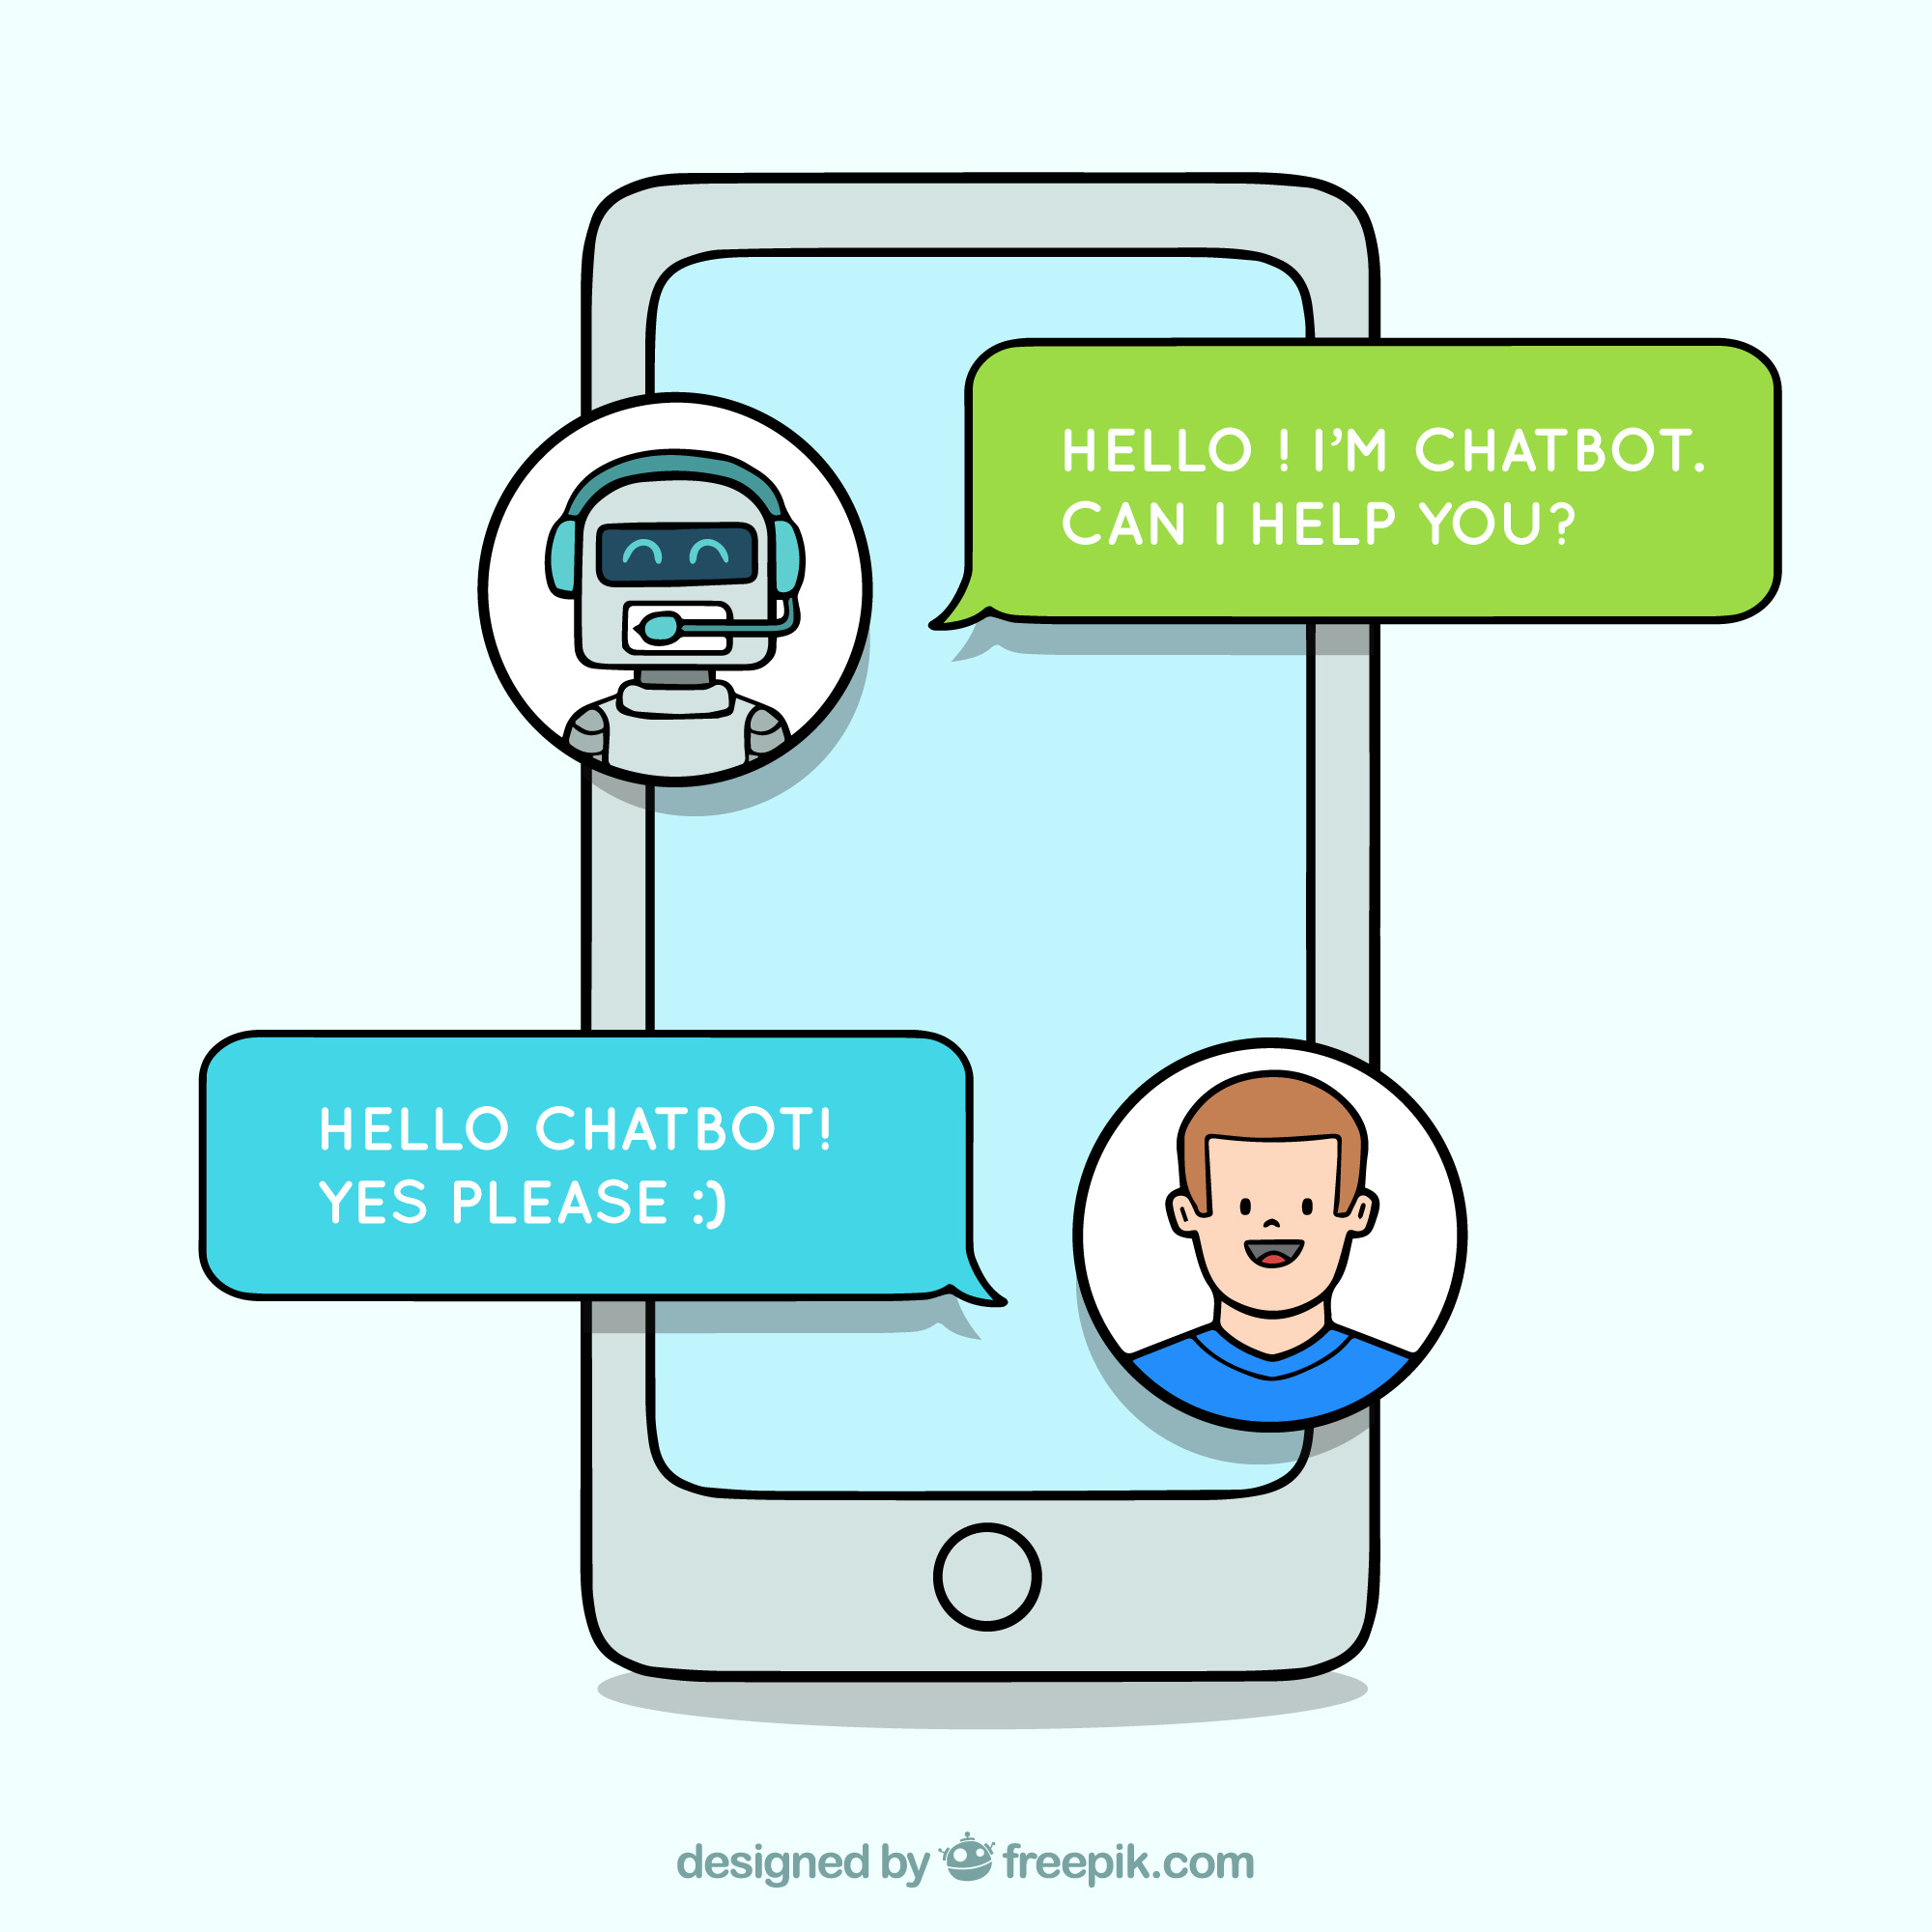 HELLO ! I'M CHATBOT.
CAN I HELP YOU?
HELLO CHATBOT!
YES PLEASE :)
designed by freepik.com